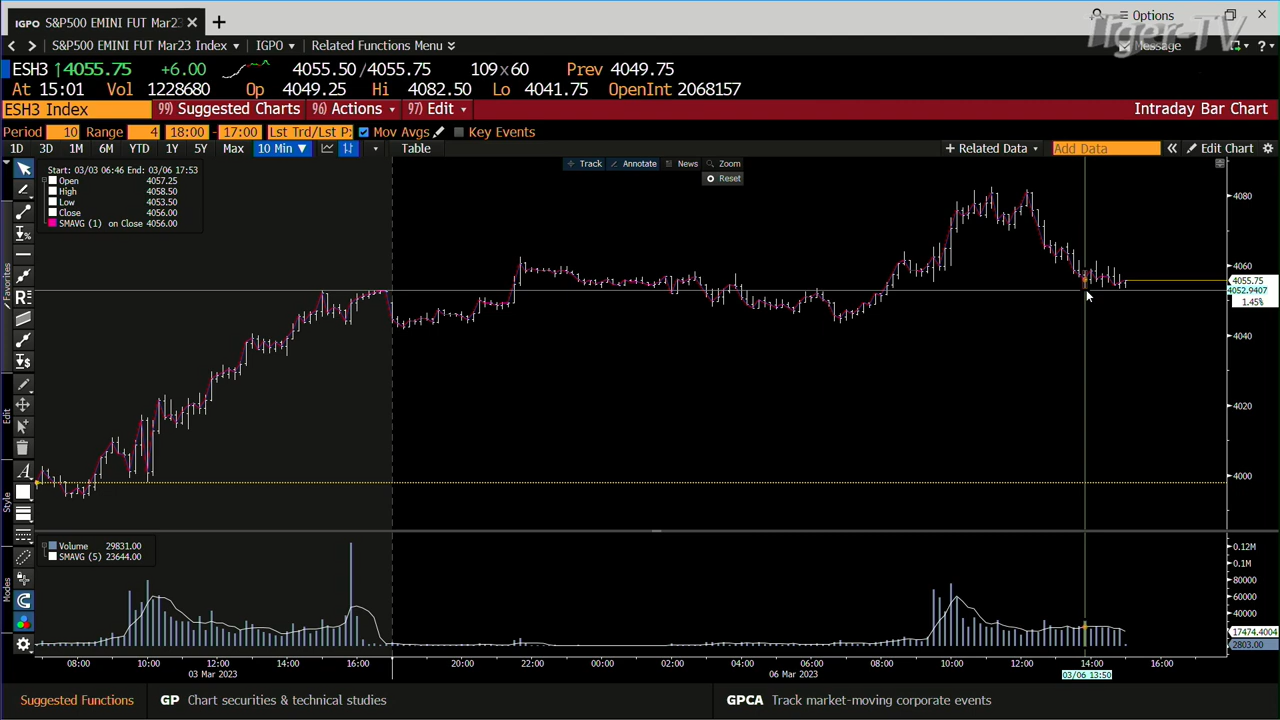 IGPO S&P500 EMINI FUT Mar23
Options
S&P500 EMINI FUT Mar23 Index IGPO Related Functions Menu
Message
Tiger-TV
ESH3 ↑4055.75 +6.00 4055.50/4055.75 109×60 Prev 4049.75
At 15:01 Vol 1228680 Op 4049.25 Hi 4082.50 Lo 4041.75 OpenInt 2068157
ESH3 Index 99) Suggested Charts 96) Actions 97) Edit Intraday Bar Chart
Period 10 Range 4 18:00 - 17:00 Lst Trd/Lst P: Mov Avgs Key Events
1D 3D 1M 6M YTD 1Y 5Y Max 10 Min ▼ Table + Related Data Add Data « Edit Chart
Track Annotate News Zoom
Reset
Start: 03/03 06:46 End: 03/06 17:53
Open 4057.25
High 4058.50
Low 4053.50
Close 4056.00
SMAVG (1) on Close 4056.00
Favorites
Edit
Style
Modes
4080
4060
4055.75
4052.9407
1.45%
4040
4020
4000
Volume 29831.00
SMAVG (5) 23644.00
0.12M
0.1M
80000
60000
40000
17474.4004
2803.00
08:00 10:00 12:00 14:00 16:00 20:00 22:00 00:00 02:00 04:00 06:00 08:00 10:00 12:00 14:00 16:00
03 Mar 2023 06 Mar 2023 03/06 13:50
Suggested Functions GP Chart securities & technical studies GPCA Track market-moving corporate events